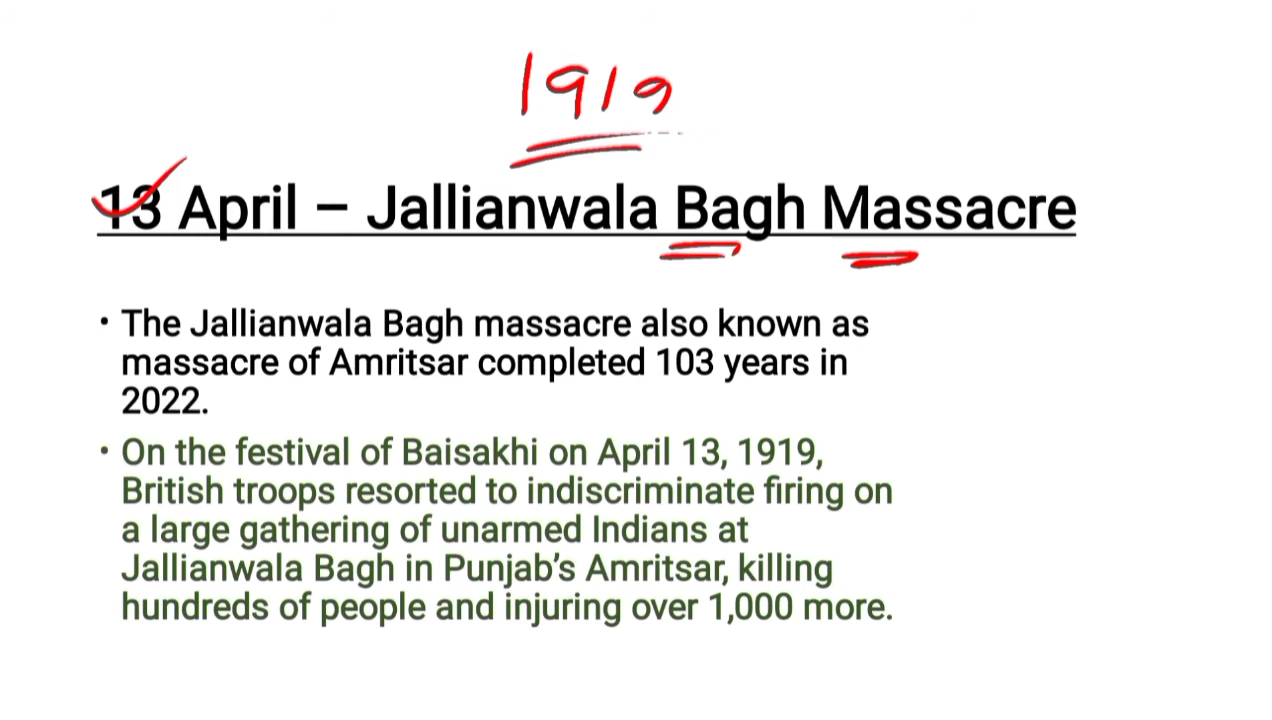 1919
13 April – Jallianwala Bagh Massacre
• The Jallianwala Bagh massacre also known as
massacre of Amritsar completed 103 years in
2022.
• On the festival of Baisakhi on April 13, 1919,
British troops resorted to indiscriminate firing on
a large gathering of unarmed Indians at
Jallianwala Bagh in Punjab’s Amritsar, killing
hundreds of people and injuring over 1,000 more.